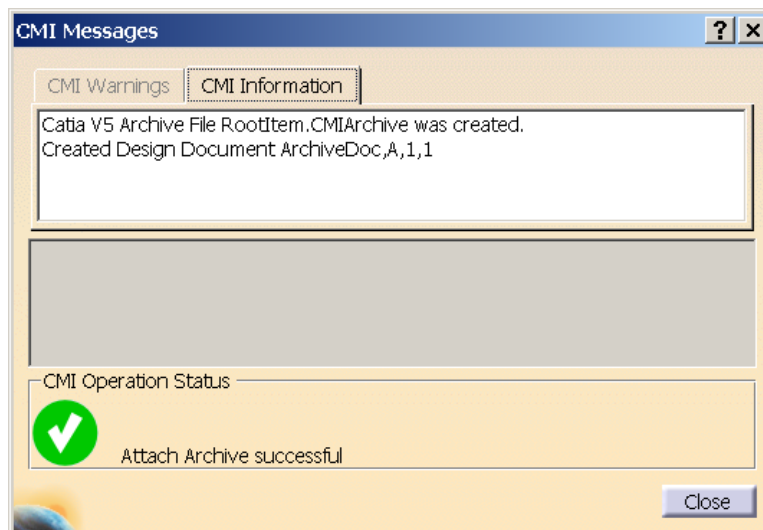 CMI Messages
? ×
CMI Warnings
CMI Information
Catia V5 Archive File RootItem.CMIArchive was created.
Created Design Document ArchiveDoc,A,1,1
CMI Operation Status
Attach Archive successful
Close